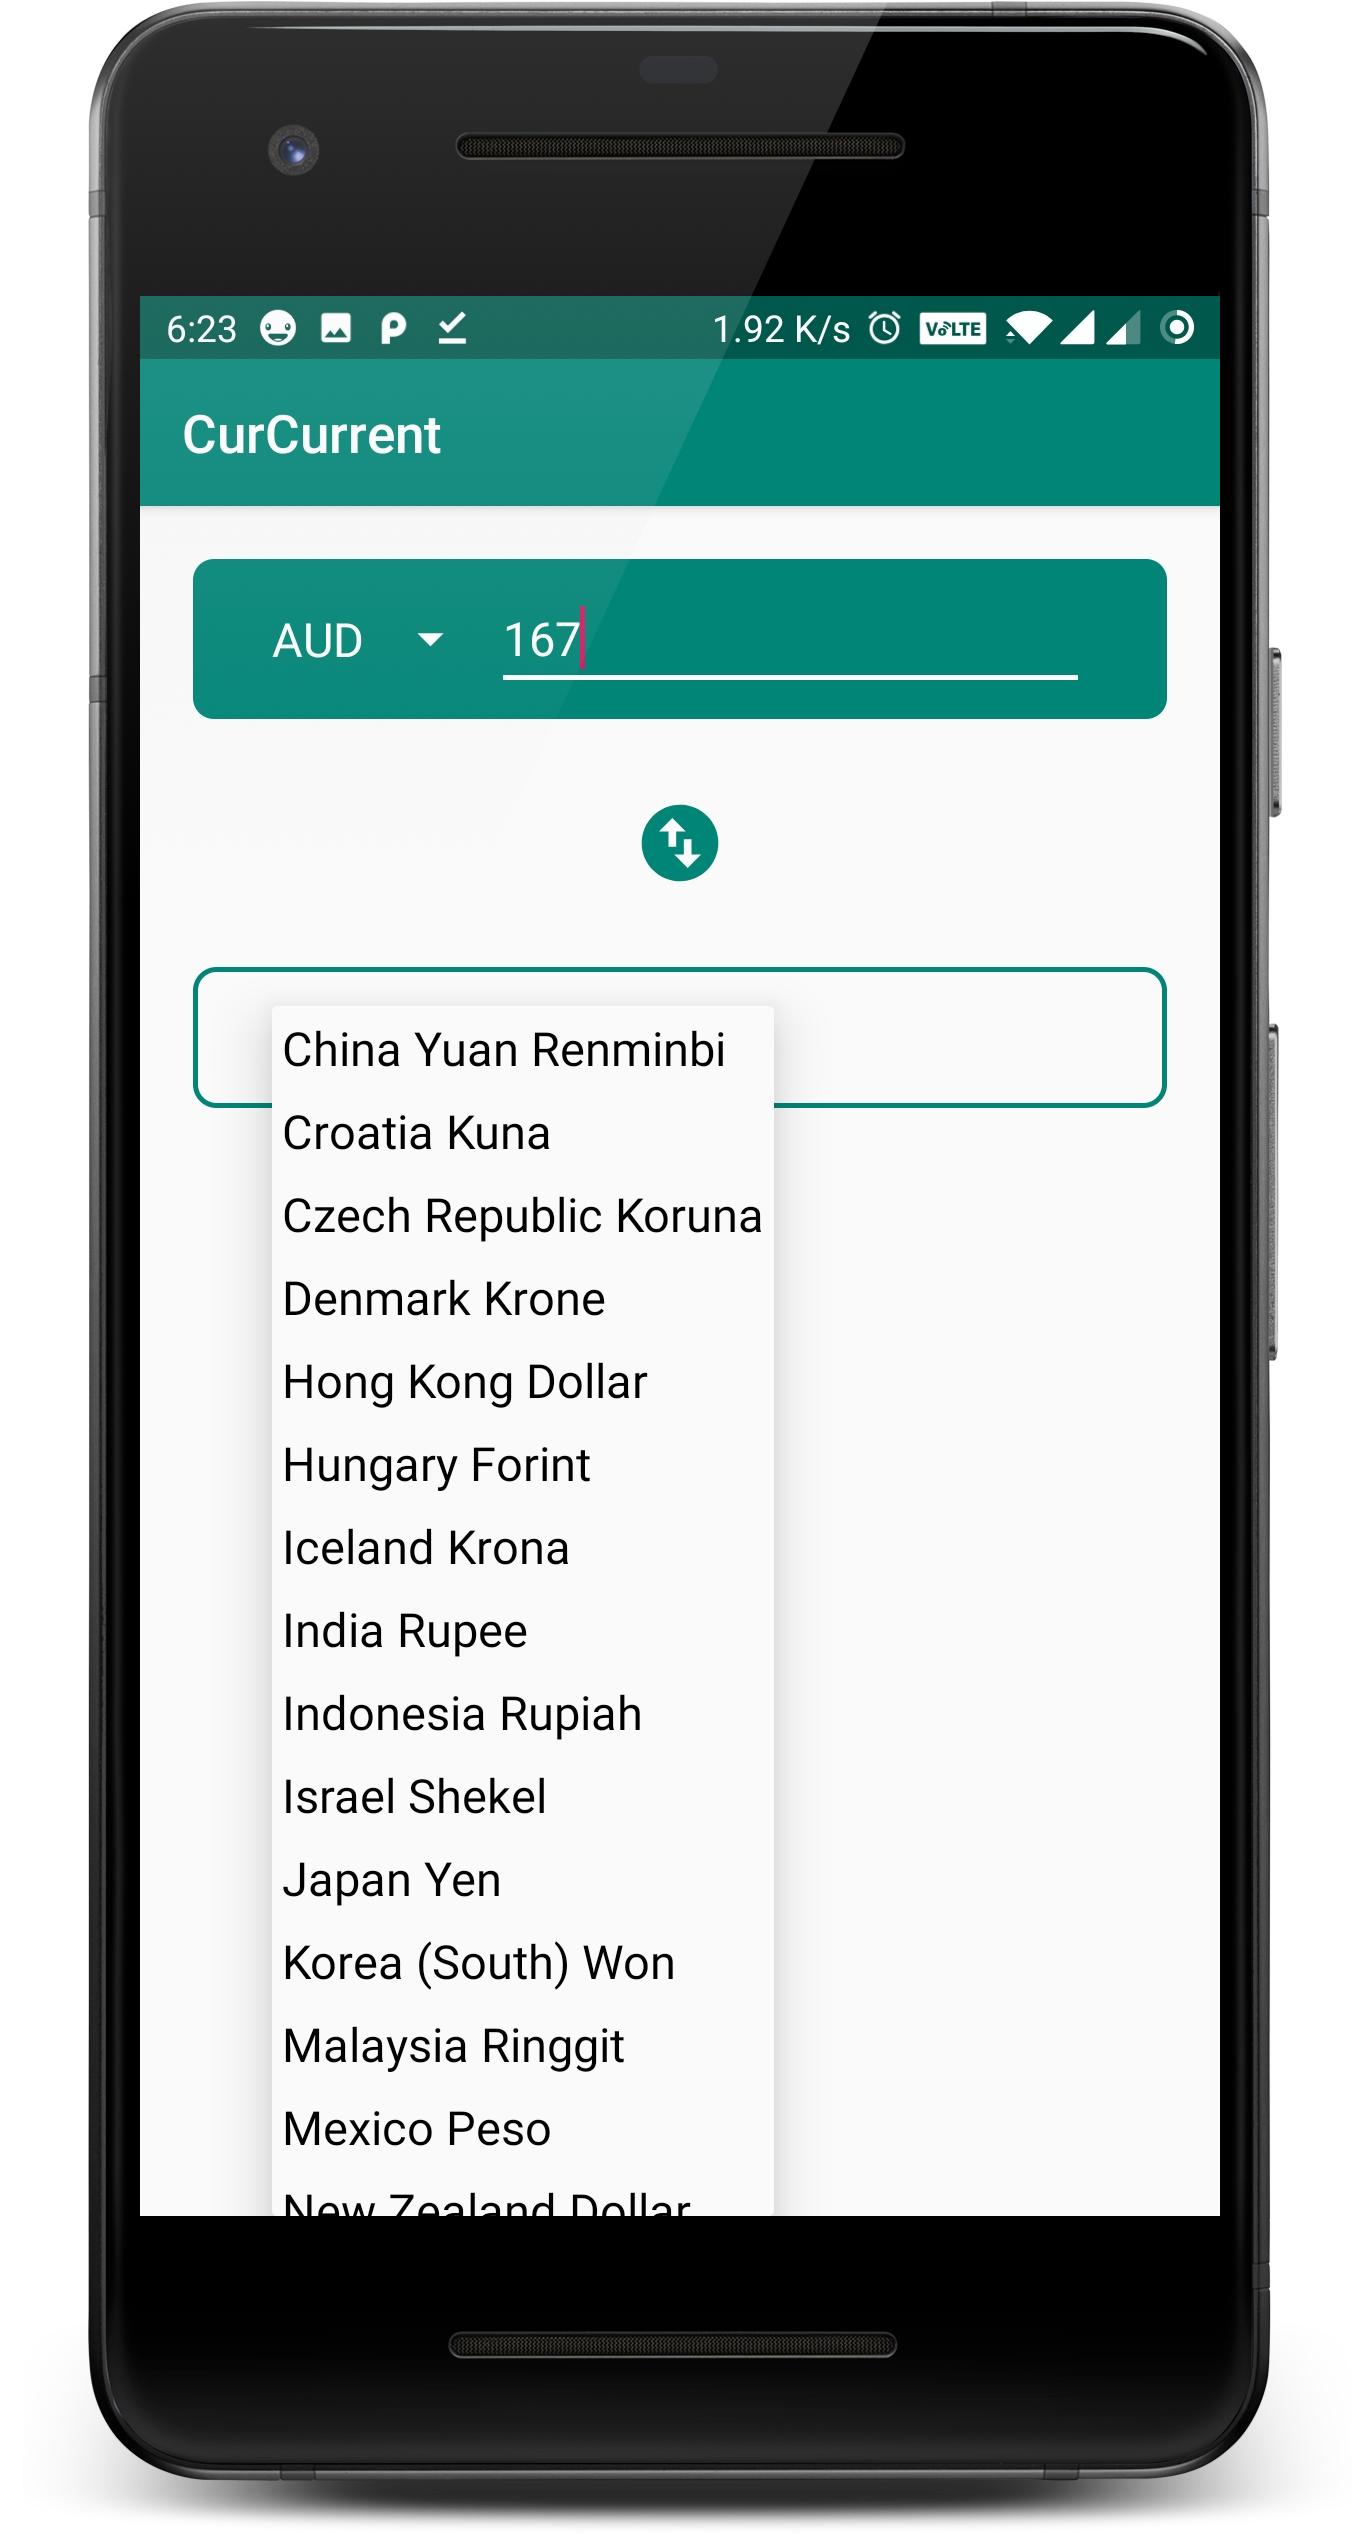 6:23 1.92 K/s VoLTE
CurCurrent
AUD 167
China Yuan Renminbi
Croatia Kuna
Czech Republic Koruna
Denmark Krone
Hong Kong Dollar
Hungary Forint
Iceland Krona
India Rupee
Indonesia Rupiah
Israel Shekel
Japan Yen
Korea (South) Won
Malaysia Ringgit
Mexico Peso
New Zealand Dollar